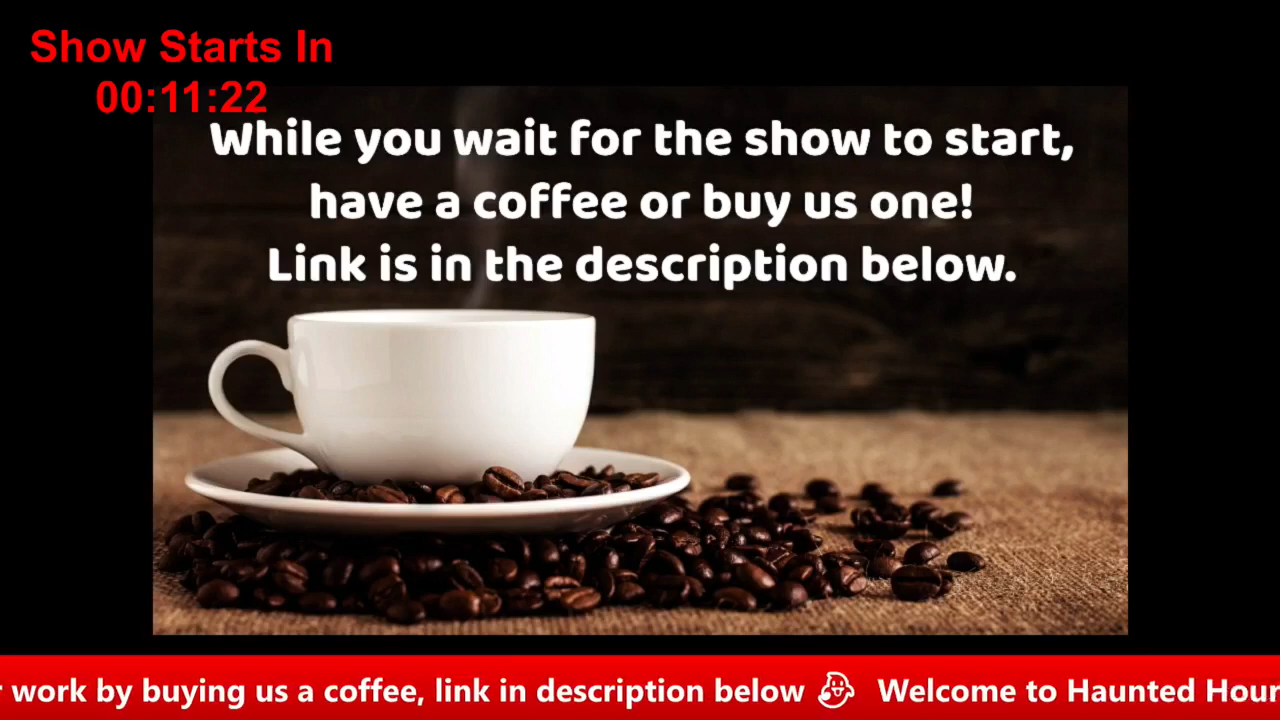 Show Starts In
00:11:22
While you wait for the show to start,
have a coffee or buy us one!
Link is in the description below.
work by buying us a coffee, link in description below Welcome to Haunted